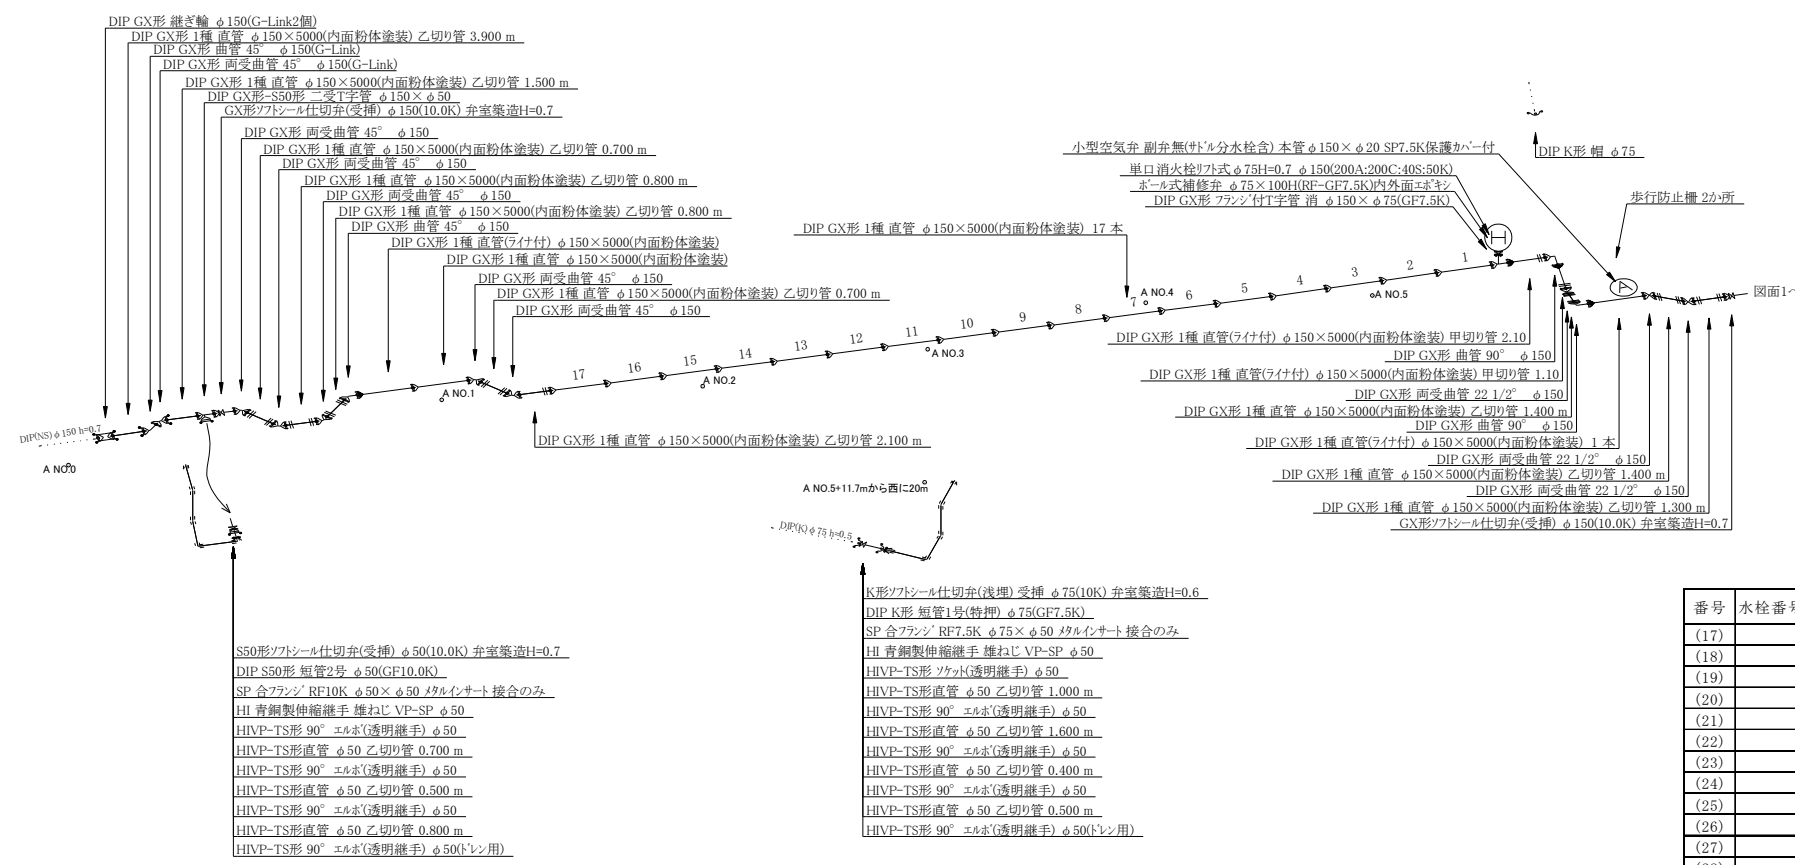 DIP GX形 継ぎ輪 φ150(G-Link2個)
DIP GX形 1種 直管 φ150×5000(内面粉体塗装) 乙切り管 3.900 m
DIP GX形 曲管 45° φ150(G-Link)
DIP GX形 両受曲管 45° φ150(G-Link)
DIP GX形 1種 直管 φ150×5000(内面粉体塗装) 乙切り管 1.500 m
DIP GX形-S50形 二受T字管 φ150×φ50
GX形ソフトシール仕切弁(受挿) φ150(10.0K) 弁室築造H=0.7
DIP GX形 両受曲管 45° φ150
DIP GX形 1種 直管 φ150×5000(内面粉体塗装) 乙切り管 0.700 m
DIP GX形 両受曲管 45° φ150
DIP GX形 1種 直管 φ150×5000(内面粉体塗装) 乙切り管 0.800 m
DIP GX形 両受曲管 45° φ150
DIP GX形 1種 直管 φ150×5000(内面粉体塗装) 乙切り管 0.800 m
DIP GX形 曲管 45° φ150
DIP GX形 1種 直管(ライナ付) φ150×5000(内面粉体塗装)
DIP GX形 1種 直管 φ150×5000(内面粉体塗装)
DIP GX形 両受曲管 45° φ150
DIP GX形 1種 直管 φ150×5000(内面粉体塗装) 乙切り管 0.700 m
DIP GX形 両受曲管 45° φ150
DIP GX形 1種 直管 φ150×5000(内面粉体塗装) 17 本
小型空気弁 副弁無(サドル分水栓含) 本管φ150×φ20 SP7.5K保護カバー付
単口消火栓リフト式φ75H=0.7 φ150(200A:200C:40S:50K)
ボール式補修弁 φ75×100H(RF-GF7.5K)内外面エポキシ
DIP GX形 フランジ付T字管 消 φ150×φ75(GF7.5K)
DIP K形 帽 φ75
歩行防止柵 2か所
H
A
図面1へ
1
2
3
4
5
6
7
8
9
10
11
12
13
14
15
16
17
A NO.5
A NO.4
A NO.3
A NO.2
A NO.1
A NO.0
DIP(NS)φ150 h=0.7
DIP GX形 1種 直管 φ150×5000(内面粉体塗装) 乙切り管 2.100 m
DIP GX形 1種 直管(ライナ付) φ150×5000(内面粉体塗装) 甲切り管 2.10
DIP GX形 曲管 90° φ150
DIP GX形 1種 直管(ライナ付) φ150×5000(内面粉体塗装) 甲切り管 1.10
DIP GX形 両受曲管 22 1/2° φ150
DIP GX形 1種 直管 φ150×5000(内面粉体塗装) 乙切り管 1.400 m
DIP GX形 曲管 90° φ150
DIP GX形 1種 直管(ライナ付) φ150×5000(内面粉体塗装) 1 本
DIP GX形 両受曲管 22 1/2° φ150
DIP GX形 1種 直管 φ150×5000(内面粉体塗装) 乙切り管 1.400 m
DIP GX形 両受曲管 22 1/2° φ150
DIP GX形 1種 直管 φ150×5000(内面粉体塗装) 乙切り管 1.300 m
GX形ソフトシール仕切弁(受挿) φ150(10.0K) 弁室築造H=0.7
A NO.5+11.7mから西に20m
DIP(K)φ75 h=0.5
S50形ソフトシール仕切弁(受挿) φ50(10.0K) 弁室築造H=0.7
DIP S50形 短管2号 φ50(GF10.0K)
SP 合フランジ RF10K φ50×φ50 メタルインサート 接合のみ
HI 青銅製伸縮継手 雄ねじ VP-SP φ50
HIVP-TS形 90° エルボ(透明継手) φ50
HIVP-TS形直管 φ50 乙切り管 0.700 m
HIVP-TS形 90° エルボ(透明継手) φ50
HIVP-TS形直管 φ50 乙切り管 0.500 m
HIVP-TS形 90° エルボ(透明継手) φ50
HIVP-TS形直管 φ50 乙切り管 0.800 m
HIVP-TS形 90° エルボ(透明継手) φ50(ドレン用)
K形ソフトシール仕切弁(浅埋) 受挿 φ75(10K) 弁室築造H=0.6
DIP K形 短管1号(特押) φ75(GF7.5K)
SP 合フランジ RF7.5K φ75×φ50 メタルインサート 接合のみ
HI 青銅製伸縮継手 雄ねじ VP-SP φ50
HIVP-TS形 ソケット(透明継手) φ50
HIVP-TS形直管 φ50 乙切り管 1.000 m
HIVP-TS形 90° エルボ(透明継手) φ50
HIVP-TS形直管 φ50 乙切り管 1.600 m
HIVP-TS形 90° エルボ(透明継手) φ50
HIVP-TS形直管 φ50 乙切り管 0.400 m
HIVP-TS形 90° エルボ(透明継手) φ50
HIVP-TS形直管 φ50 乙切り管 0.500 m
HIVP-TS形 90° エルボ(透明継手) φ50(ドレン用)
番号 水栓番号
(17)
(18)
(19)
(20)
(21)
(22)
(23)
(24)
(25)
(26)
(27)